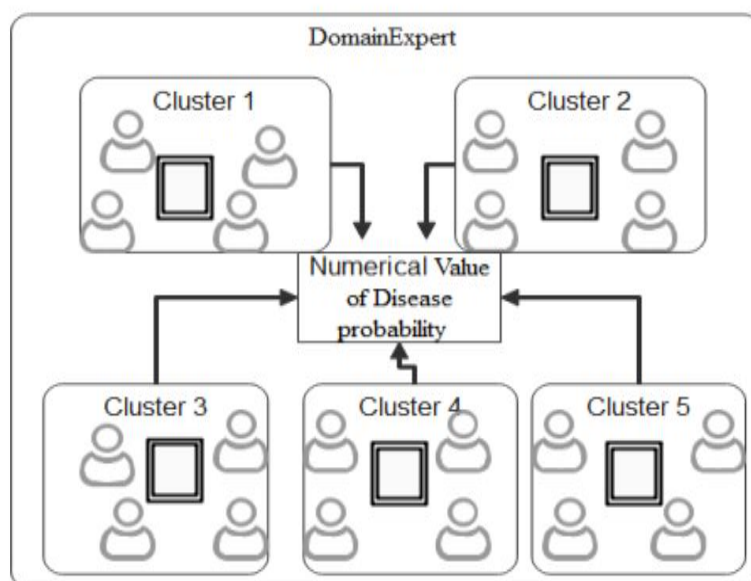 DomainExpert
Cluster 1
Cluster 2
Numerical Value
of Disease
probability
Cluster 3
Cluster 4
Cluster 5